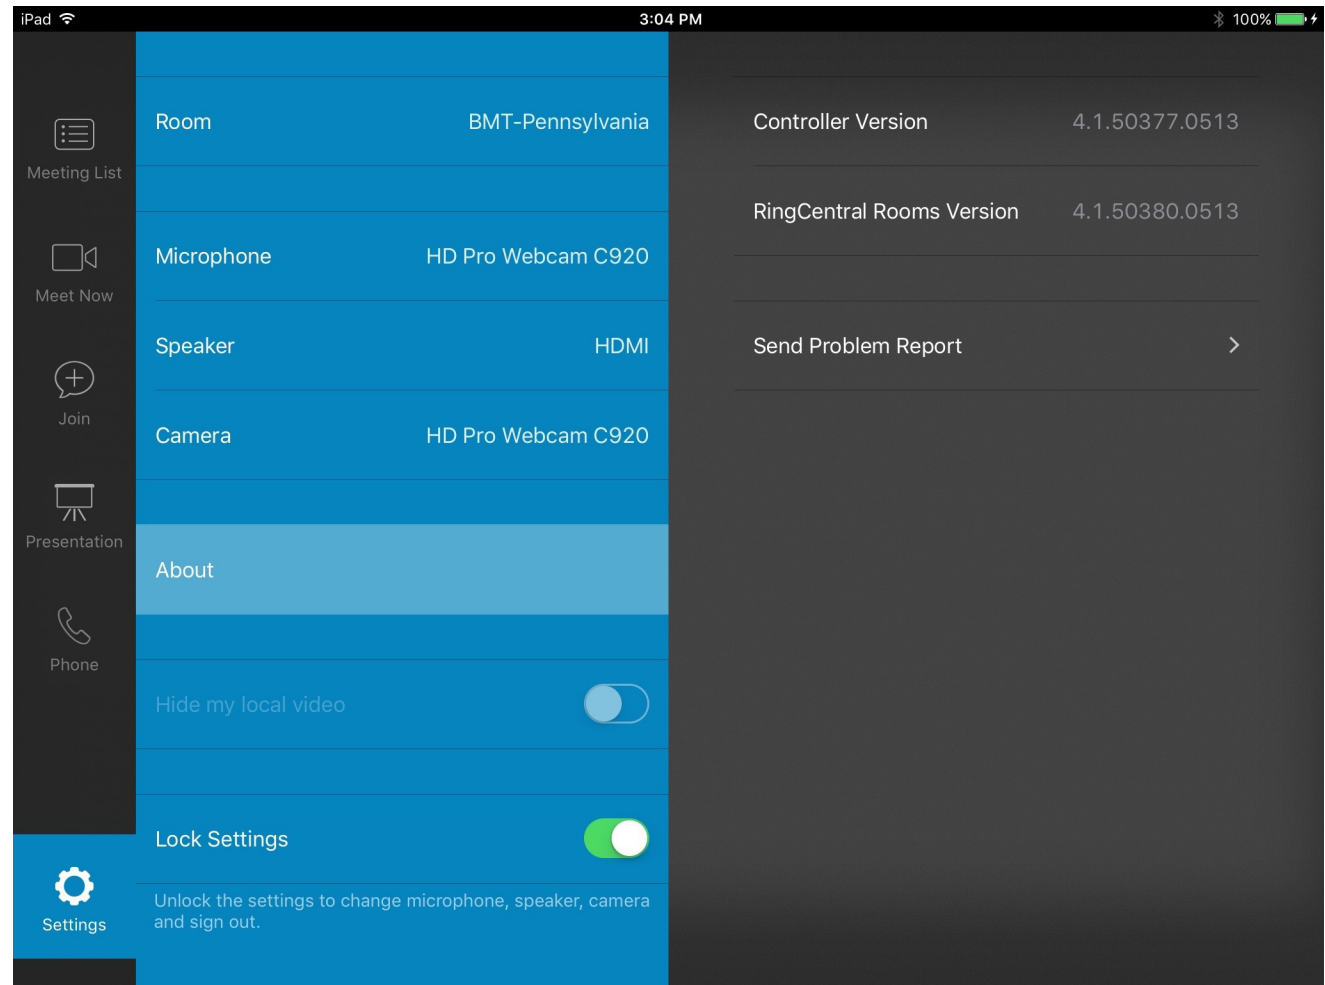 iPad
3:04 PM
100%
Meeting List
Meet Now
Join
Presentation
Phone
Settings
Room BMT-Pennsylvania
Microphone HD Pro Webcam C920
Speaker HDMI
Camera HD Pro Webcam C920
About
Hide my local video
Lock Settings
Unlock the settings to change microphone, speaker, camera
and sign out.
Controller Version 4.1.50377.0513
RingCentral Rooms Version 4.1.50380.0513
Send Problem Report